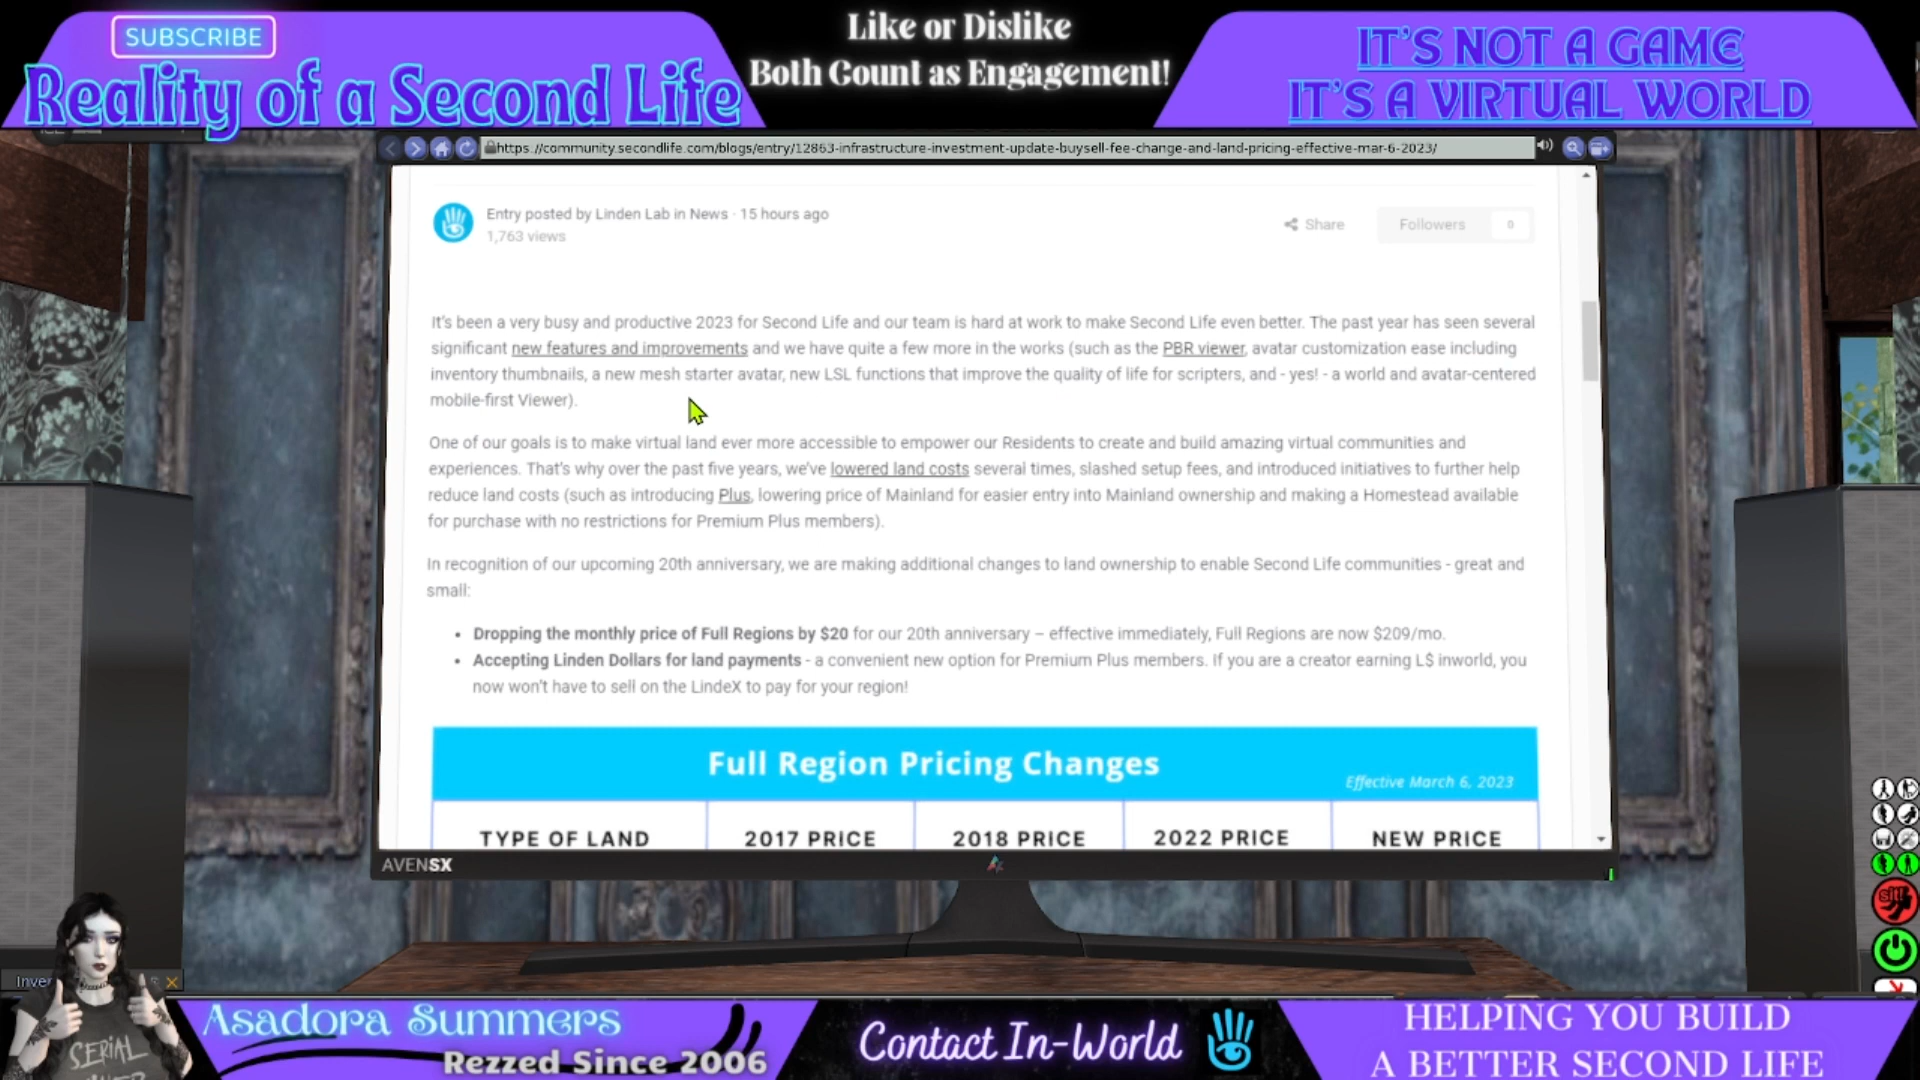 SUBSCRIBE
Reality of a Second Life
Like or Dislike
Both Count as Engagement!
IT'S NOT A GAME
IT'S A VIRTUAL WORLD
https://community.secondlife.com/blogs/entry/12863-infrastructure-investment-update-buysell-fee-change-and-land-pricing-effective-mar-6-2023/
Entry posted by Linden Lab in News · 15 hours ago
1,763 views
Share
Followers 0
It's been a very busy and productive 2023 for Second Life and our team is hard at work to make Second Life even better. The past year has seen several
significant new features and improvements and we have quite a few more in the works (such as the PBR viewer, avatar customization ease including
inventory thumbnails, a new mesh starter avatar, new LSL functions that improve the quality of life for scripters, and - yes! - a world and avatar-centered
mobile-first Viewer).
One of our goals is to make virtual land ever more accessible to empower our Residents to create and build amazing virtual communities and
experiences. That's why over the past five years, we've lowered land costs several times, slashed setup fees, and introduced initiatives to further help
reduce land costs (such as introducing Plus, lowering price of Mainland for easier entry into Mainland ownership and making a Homestead available
for purchase with no restrictions for Premium Plus members).
In recognition of our upcoming 20th anniversary, we are making additional changes to land ownership to enable Second Life communities - great and
small:
• Dropping the monthly price of Full Regions by $20 for our 20th anniversary – effective immediately, Full Regions are now $209/mo.
• Accepting Linden Dollars for land payments - a convenient new option for Premium Plus members. If you are a creator earning L$ inworld, you
now won't have to sell on the LindeX to pay for your region!
Full Region Pricing Changes
Effective March 6, 2023
TYPE OF LAND 2017 PRICE 2018 PRICE 2022 PRICE NEW PRICE
AVENSX
sit!
Inver
SERIAL
Asadora Summers
Rezzed Since 2006
Contact In-World
HELPING YOU BUILD
A BETTER SECOND LIFE